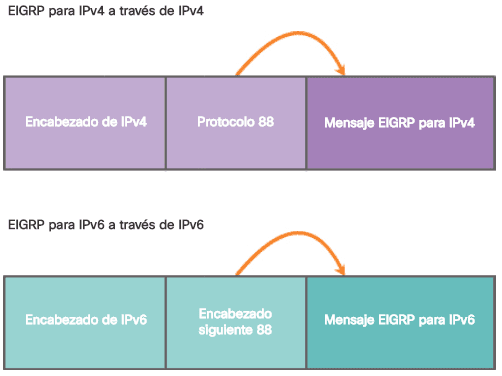 EIGRP para IPv4 a través de IPv4
Encabezado de IPv4
Protocolo 88
Mensaje EIGRP para IPv4
EIGRP para IPv6 a través de IPv6
Encabezado de IPv6
Encabezado
siguiente 88
Mensaje EIGRP para IPv6